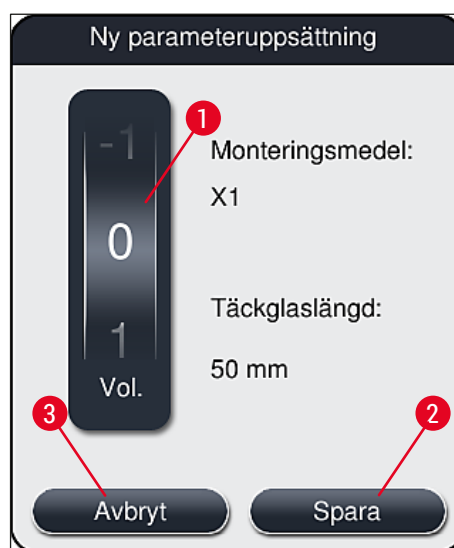 Ny parameteruppsättning
-1
0
1
Vol.
1
Monteringsmedel:
X1
Täckglaslängd:
50 mm
3
2
Avbryt
Spara